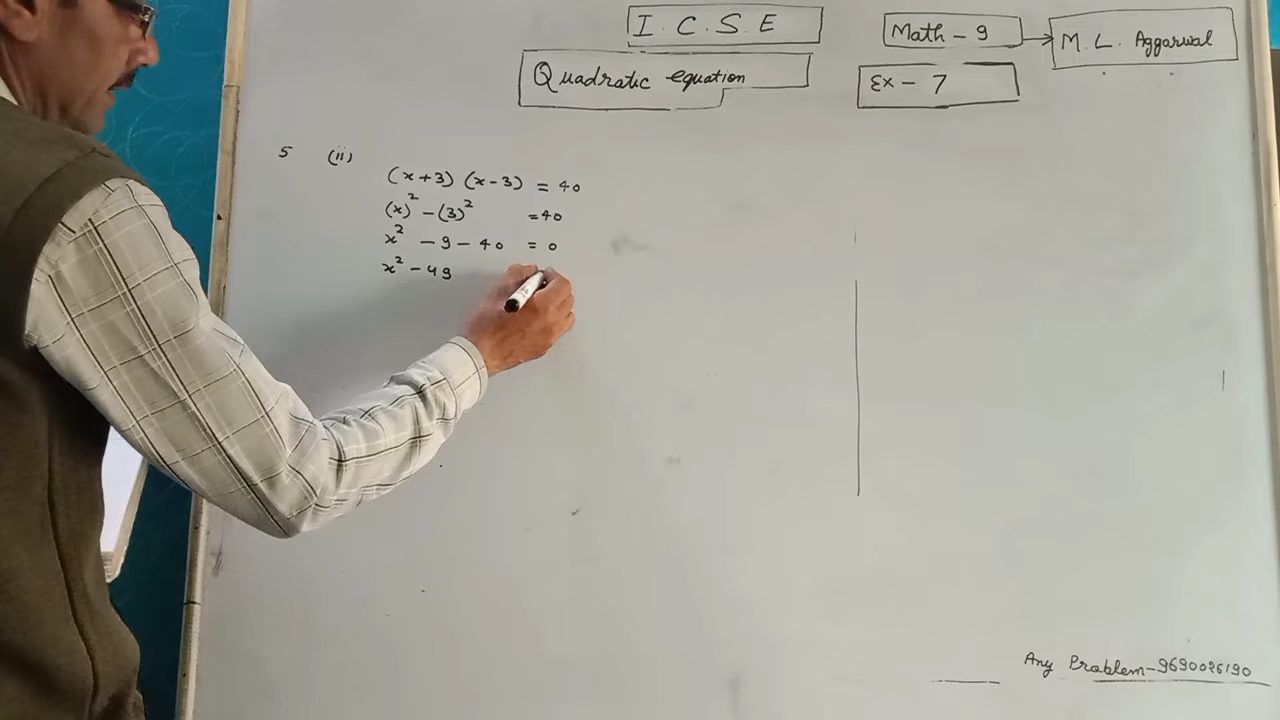 I. C. S. E
Math - 9
M. L. Aggarwal
Quadratic equation
Ex - 7
5 (ii) (x+3) (x-3) = 40
(x)² - (3)² = 40
x² - 9 - 40 = 0
x² - 49
Any Problem-9690026190